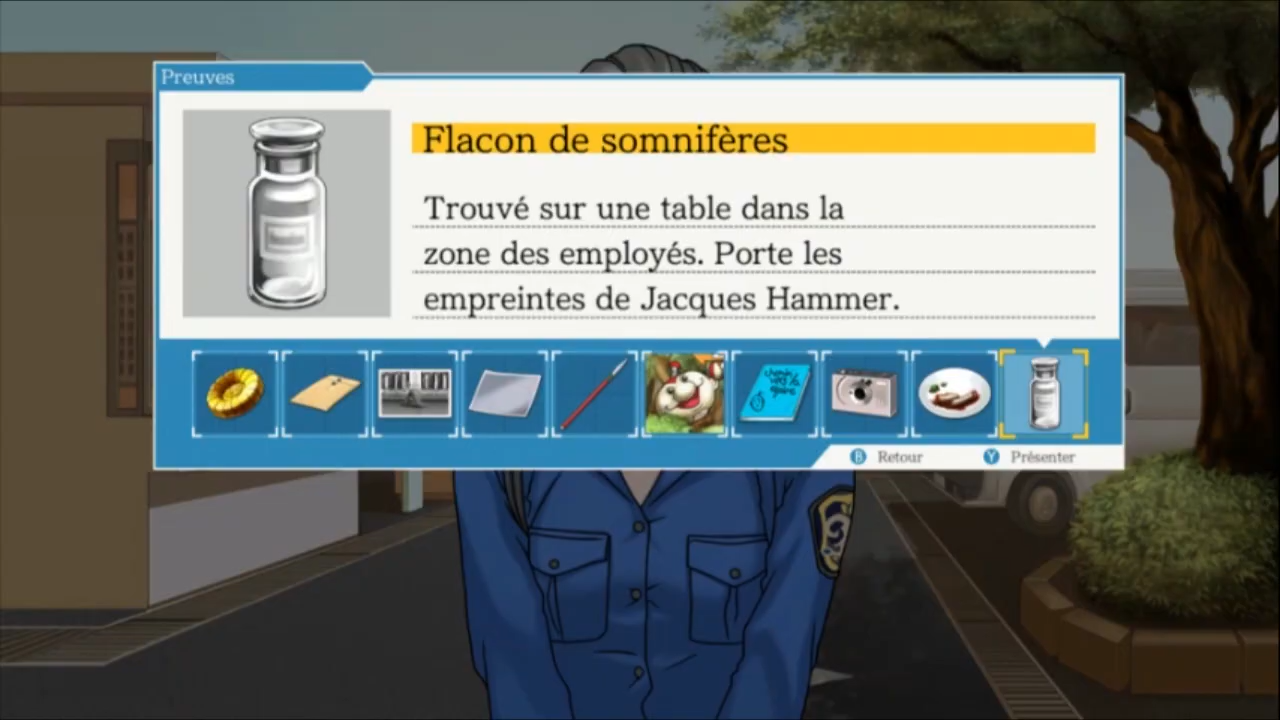 Preuves
Flacon de somnifères
Trouvé sur une table dans la
zone des employés. Porte les
empreintes de Jacques Hammer.
B Retour
Y Présenter